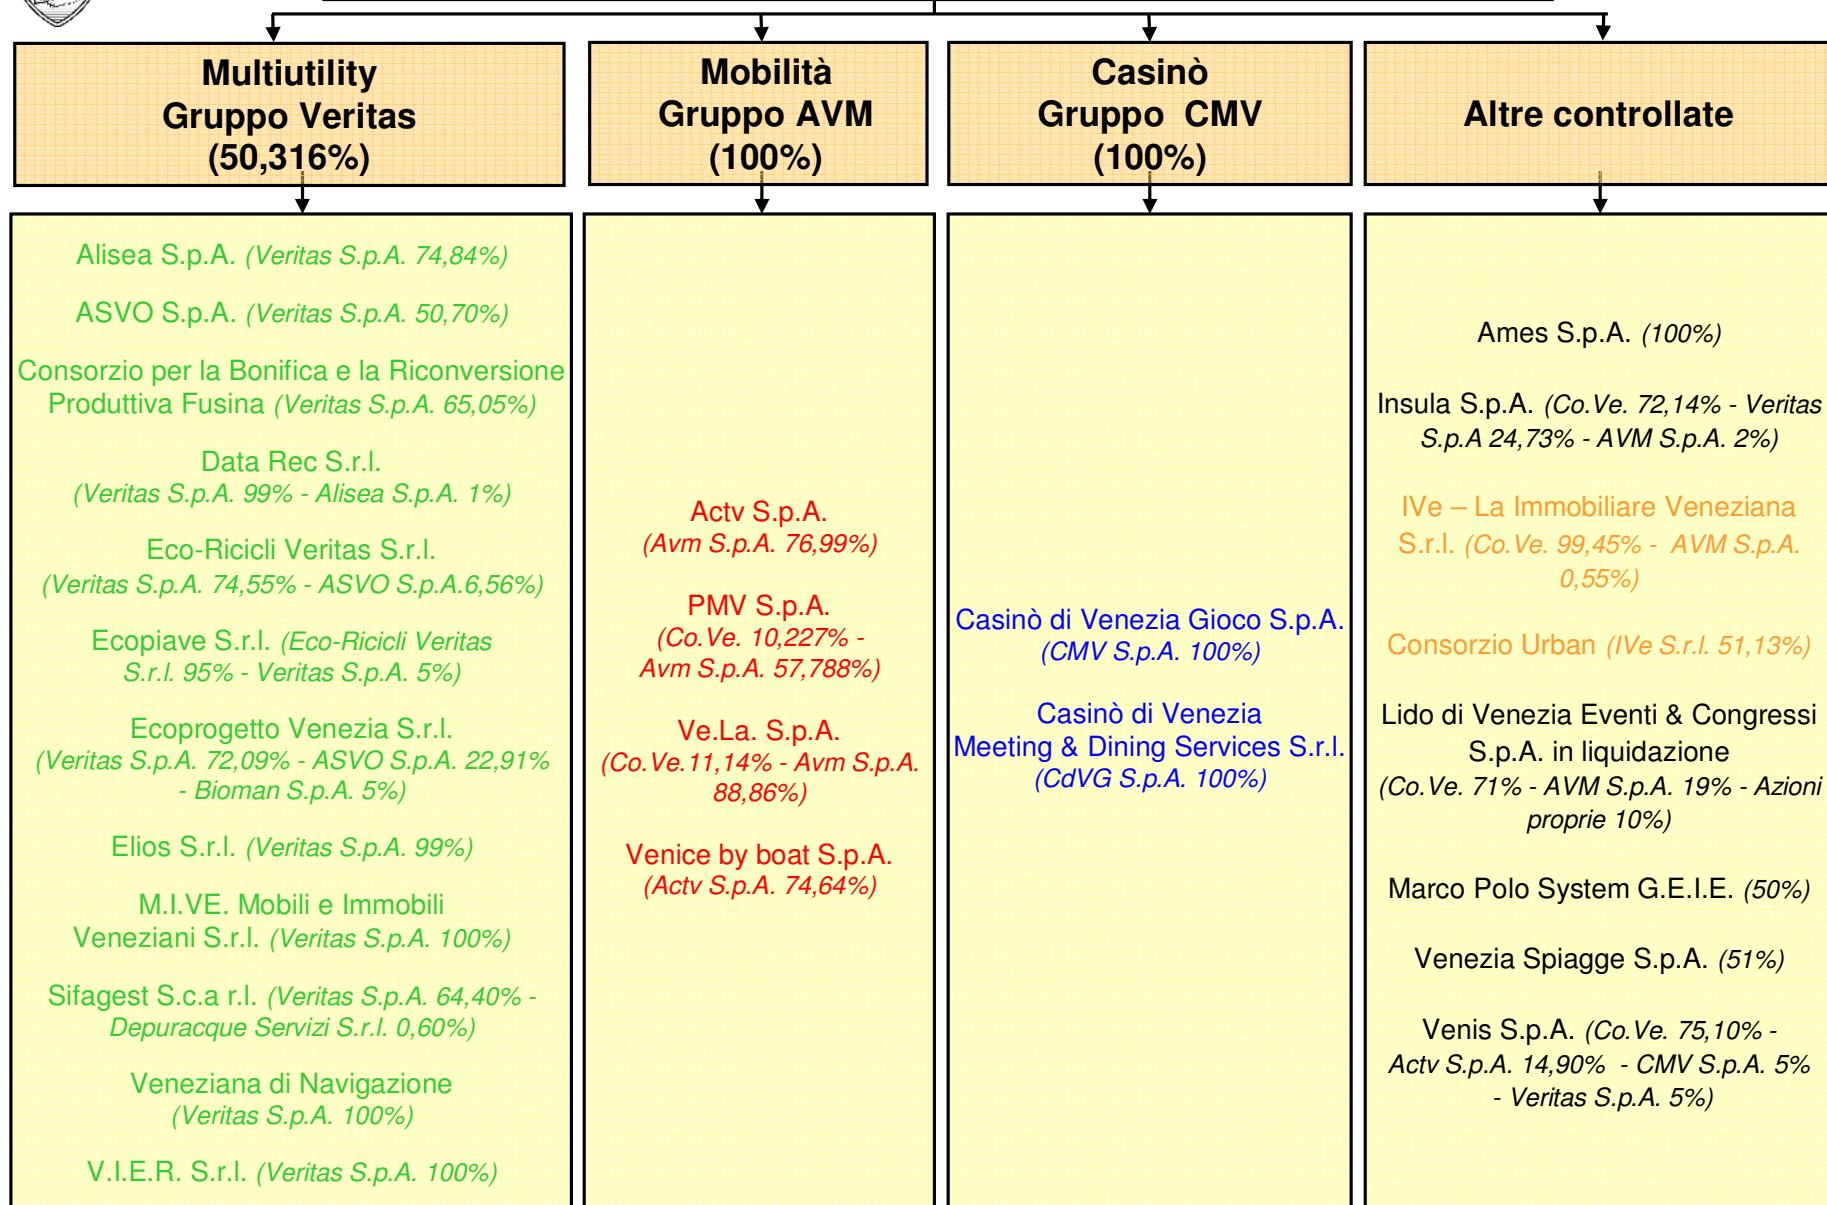 Multiutility
Gruppo Veritas
(50,316%)
Mobilità
Gruppo AVM
(100%)
Casinò
Gruppo CMV
(100%)
Altre controllate
Alisea S.p.A. (Veritas S.p.A. 74,84%)
ASVO S.p.A. (Veritas S.p.A. 50,70%)
Consorzio per la Bonifica e la Riconversione
Produttiva Fusina (Veritas S.p.A. 65,05%)
Data Rec S.r.l.
(Veritas S.p.A. 99% - Alisea S.p.A. 1%)
Eco-Ricicli Veritas S.r.l.
(Veritas S.p.A. 74,55% - ASVO S.p.A.6,56%)
Ecopiave S.r.l. (Eco-Ricicli Veritas
S.r.l. 95% - Veritas S.p.A. 5%)
Ecoprogetto Venezia S.r.l.
(Veritas S.p.A. 72,09% - ASVO S.p.A. 22,91%
- Bioman S.p.A. 5%)
Elios S.r.l. (Veritas S.p.A. 99%)
M.I.VE. Mobili e Immobili
Veneziani S.r.l. (Veritas S.p.A. 100%)
Sifagest S.c.a r.l. (Veritas S.p.A. 64,40% -
Depuracque Servizi S.r.l. 0,60%)
Veneziana di Navigazione
(Veritas S.p.A. 100%)
V.I.E.R. S.r.l. (Veritas S.p.A. 100%)
Actv S.p.A.
(Avm S.p.A. 76,99%)
PMV S.p.A.
(Co.Ve. 10,227% -
Avm S.p.A. 57,788%)
Ve.La. S.p.A.
(Co.Ve.11,14% - Avm S.p.A.
88,86%)
Venice by boat S.p.A.
(Actv S.p.A. 74,64%)
Casinò di Venezia Gioco S.p.A.
(CMV S.p.A. 100%)
Casinò di Venezia
Meeting & Dining Services S.r.l.
(CdVG S.p.A. 100%)
Ames S.p.A. (100%)
Insula S.p.A. (Co.Ve. 72,14% - Veritas
S.p.A 24,73% - AVM S.p.A. 2%)
IVe – La Immobiliare Veneziana
S.r.l. (Co.Ve. 99,45% - AVM S.p.A.
0,55%)
Consorzio Urban (IVe S.r.l. 51,13%)
Lido di Venezia Eventi & Congressi
S.p.A. in liquidazione
(Co.Ve. 71% - AVM S.p.A. 19% - Azioni
proprie 10%)
Marco Polo System G.E.I.E. (50%)
Venezia Spiagge S.p.A. (51%)
Venis S.p.A. (Co.Ve. 75,10% -
Actv S.p.A. 14,90% - CMV S.p.A. 5%
- Veritas S.p.A. 5%)